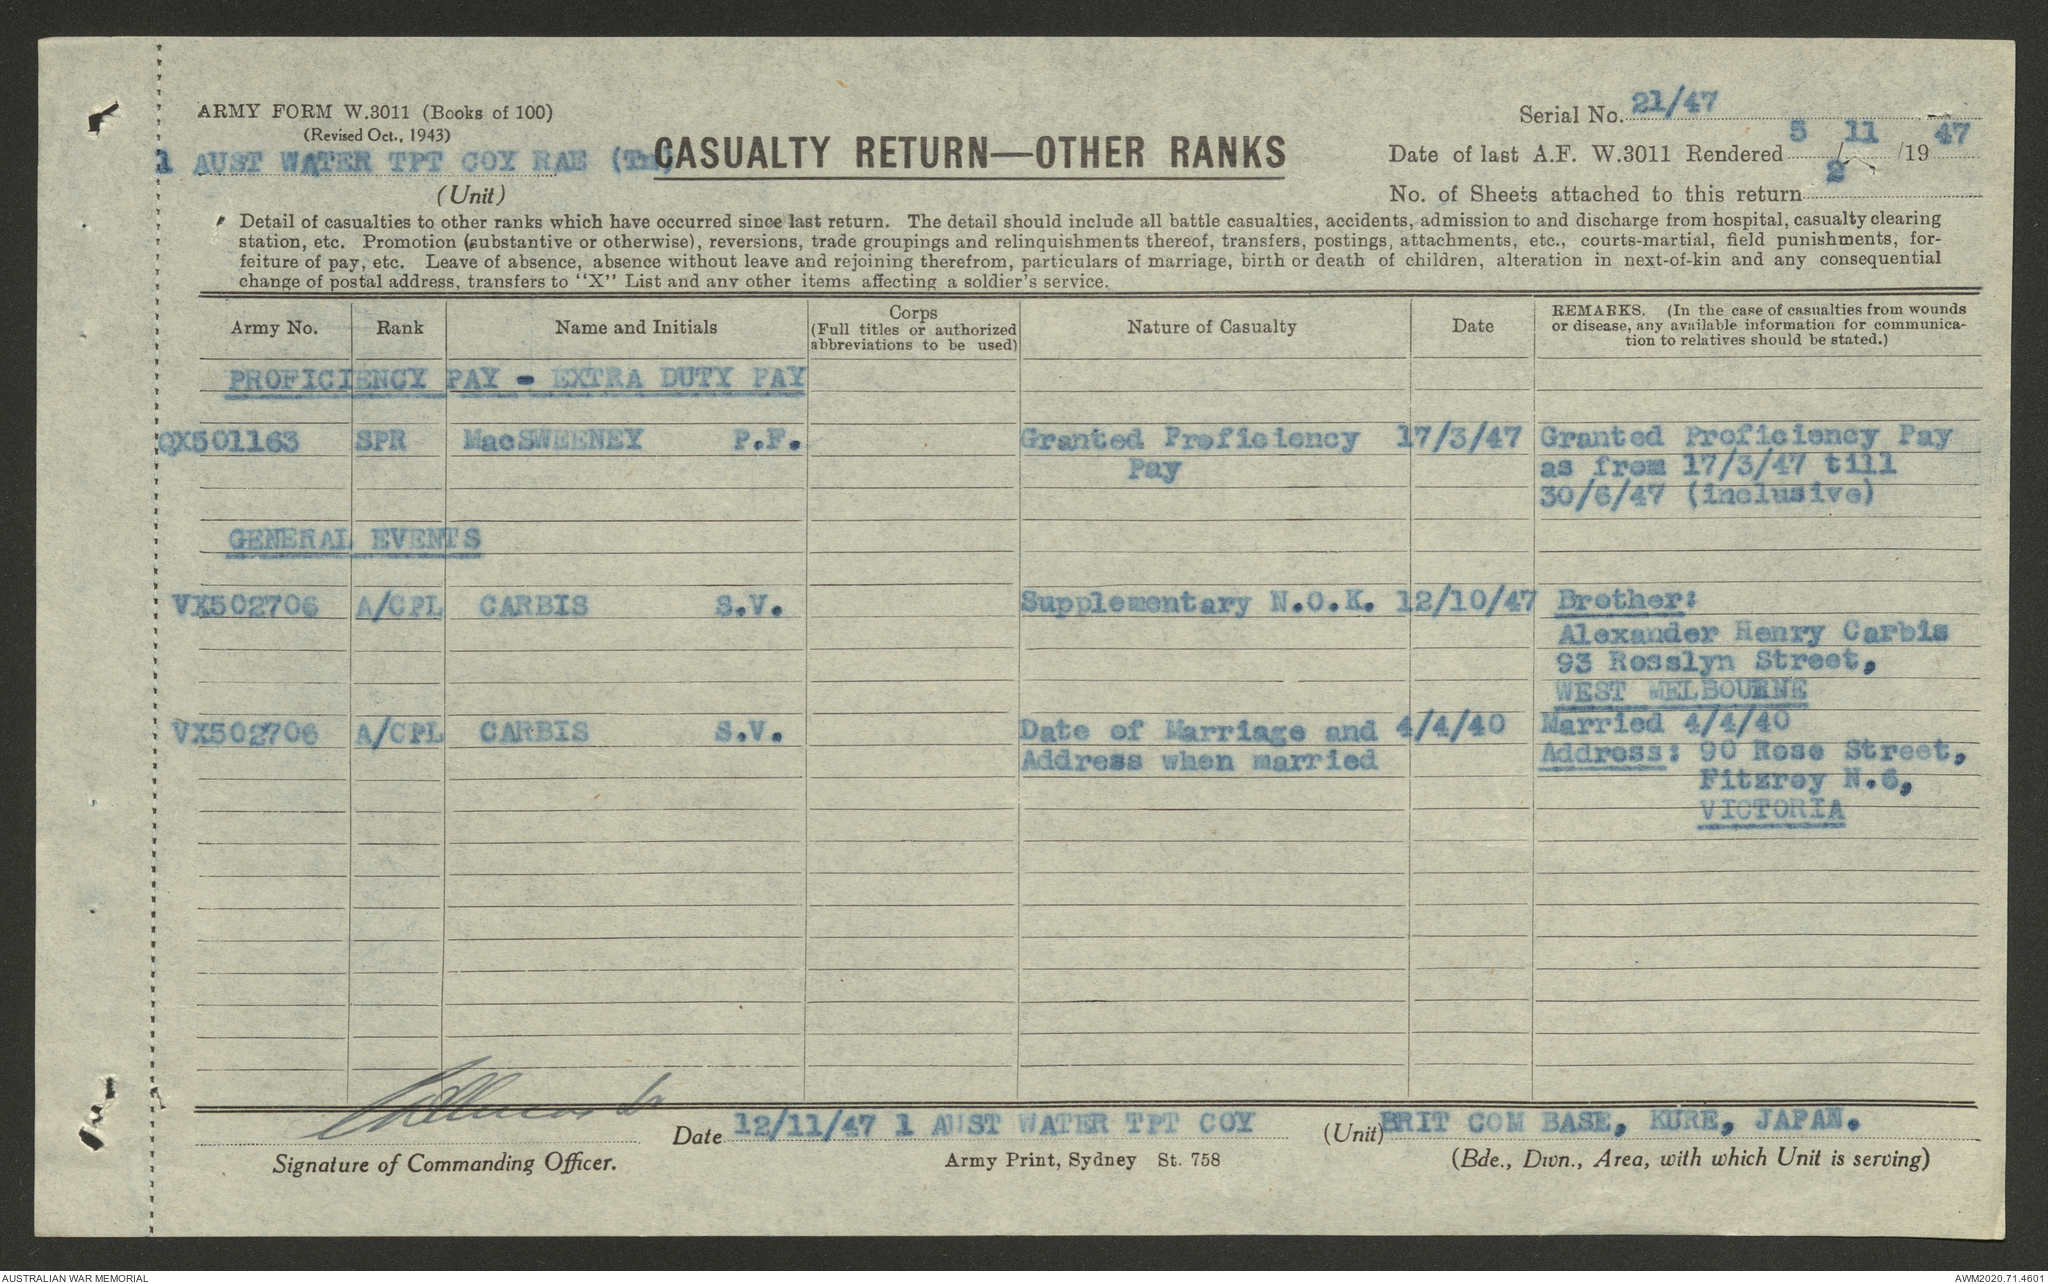 ARMY FORM W.3011 (Books of 100)
(Revised Oct., 1943)
1 AUST WATER TPT COY RAE (Tn)
(Unit)
CASUALTY RETURN—OTHER RANKS
Serial No. 21/47
Date of last A.F. W.3011 Rendered 5 / 11 /19 47
No. of Sheets attached to this return 2
Detail of casualties to other ranks which have occurred since last return. The detail should include all battle casualties, accidents, admission to and discharge from hospital, casualty clearing
station, etc. Promotion (substantive or otherwise), reversions, trade groupings and relinquishments thereof, transfers, postings, attachments, etc., courts-martial, field punishments, for-
feiture of pay, etc. Leave of absence, absence without leave and rejoining therefrom, particulars of marriage, birth or death of children, alteration in next-of-kin and any consequential
change of postal address, transfers to "X" List and any other items affecting a soldier's service.
Army No. Rank Name and Initials Corps Nature of Casualty Date REMARKS. (In the case of casualties from wounds
(Full titles or authorized or disease, any available information for communica-
abbreviations to be used) tion to relatives should be stated.)
PROFICIENCY PAY - EXTRA DUTY PAY
QX501163 SPR MacSWEENEY P.F. Granted Proficiency 17/3/47 Granted Proficiency Pay
Pay as from 17/3/47 till
30/6/47 (inclusive)
GENERAL EVENTS
VX502706 A/CPL CARBIS S.V. Supplementary N.O.K. 12/10/47 Brother:
Alexander Henry Carbis
93 Rosslyn Street,
WEST MELBOURNE
VX502706 A/CPL CARBIS S.V. Date of Marriage and 4/4/40 Married 4/4/40
Address when married Address: 90 Rose Street,
Fitzroy N.6,
VICTORIA
Date 12/11/47 1 AUST WATER TPT COY (Unit) BRIT COM BASE, KURE, JAPAN.
Signature of Commanding Officer. Army Print, Sydney St. 758 (Bde., Dwn., Area, with which Unit is serving)
AUSTRALIAN WAR MEMORIAL AWM2020.71.4601